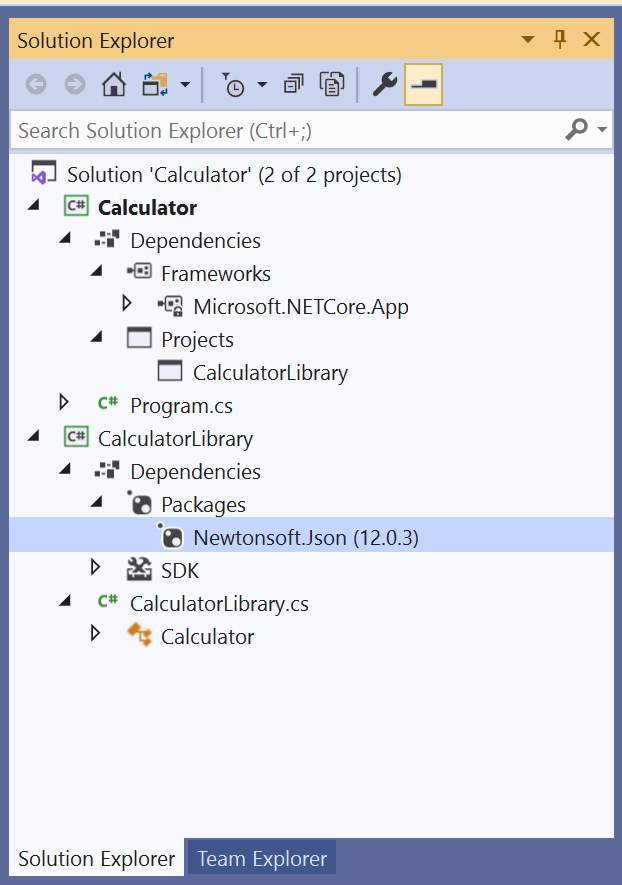 Solution Explorer
Search Solution Explorer (Ctrl+;)
Solution 'Calculator' (2 of 2 projects)
C# Calculator
Dependencies
Frameworks
Microsoft.NETCore.App
Projects
CalculatorLibrary
C# Program.cs
C# CalculatorLibrary
Dependencies
Packages
Newtonsoft.Json (12.0.3)
SDK
C# CalculatorLibrary.cs
Calculator
Solution Explorer Team Explorer